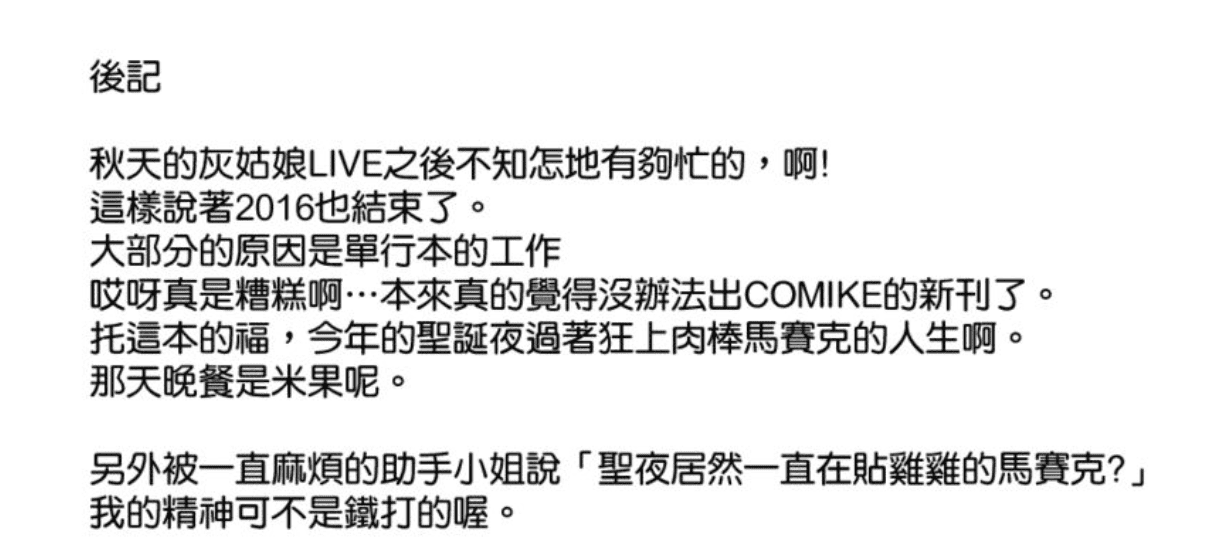 後記
秋天的灰姑娘LIVE之後不知怎地有夠忙的，啊!
這樣說著2016也結束了。
大部分的原因是單行本的工作
哎呀真是糟糕啊…本來真的覺得沒辦法出COMIKE的新刊了。
托這本的福，今年的聖誕夜過著狂上肉棒馬賽克的人生啊。
那天晚餐是米果呢。
另外被一直麻煩的助手小姐說「聖夜居然一直在貼雞雞的馬賽克?」
我的精神可不是鐵打的喔。